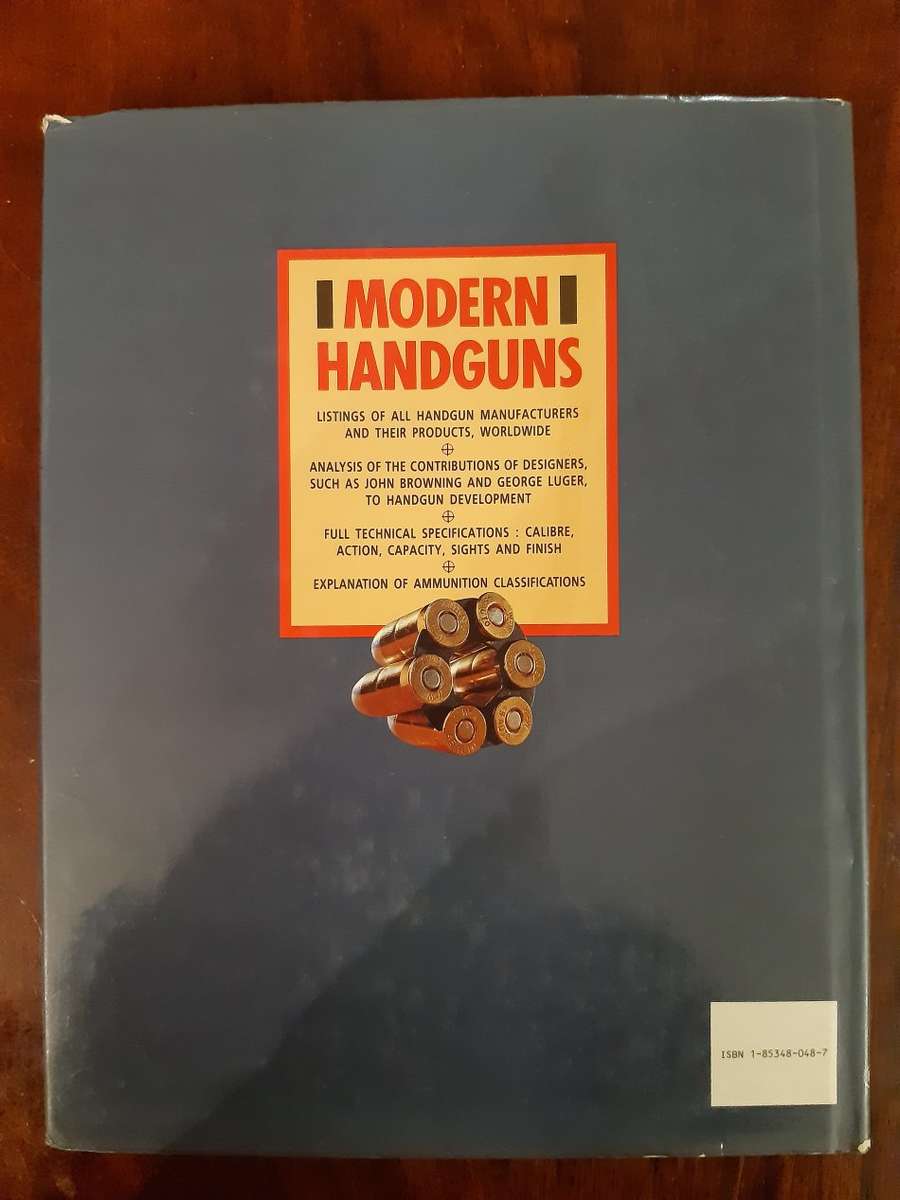 MODERN
HANDGUNS
LISTINGS OF ALL HANDGUN MANUFACTURERS
AND THEIR PRODUCTS, WORLDWIDE
ANALYSIS OF THE CONTRIBUTIONS OF DESIGNERS,
SUCH AS JOHN BROWNING AND GEORGE LUGER,
TO HANDGUN DEVELOPMENT
FULL TECHNICAL SPECIFICATIONS : CALIBRE,
ACTION, CAPACITY, SIGHTS AND FINISH
EXPLANATION OF AMMUNITION CLASSIFICATIONS
ISBN 1-85348-048-7